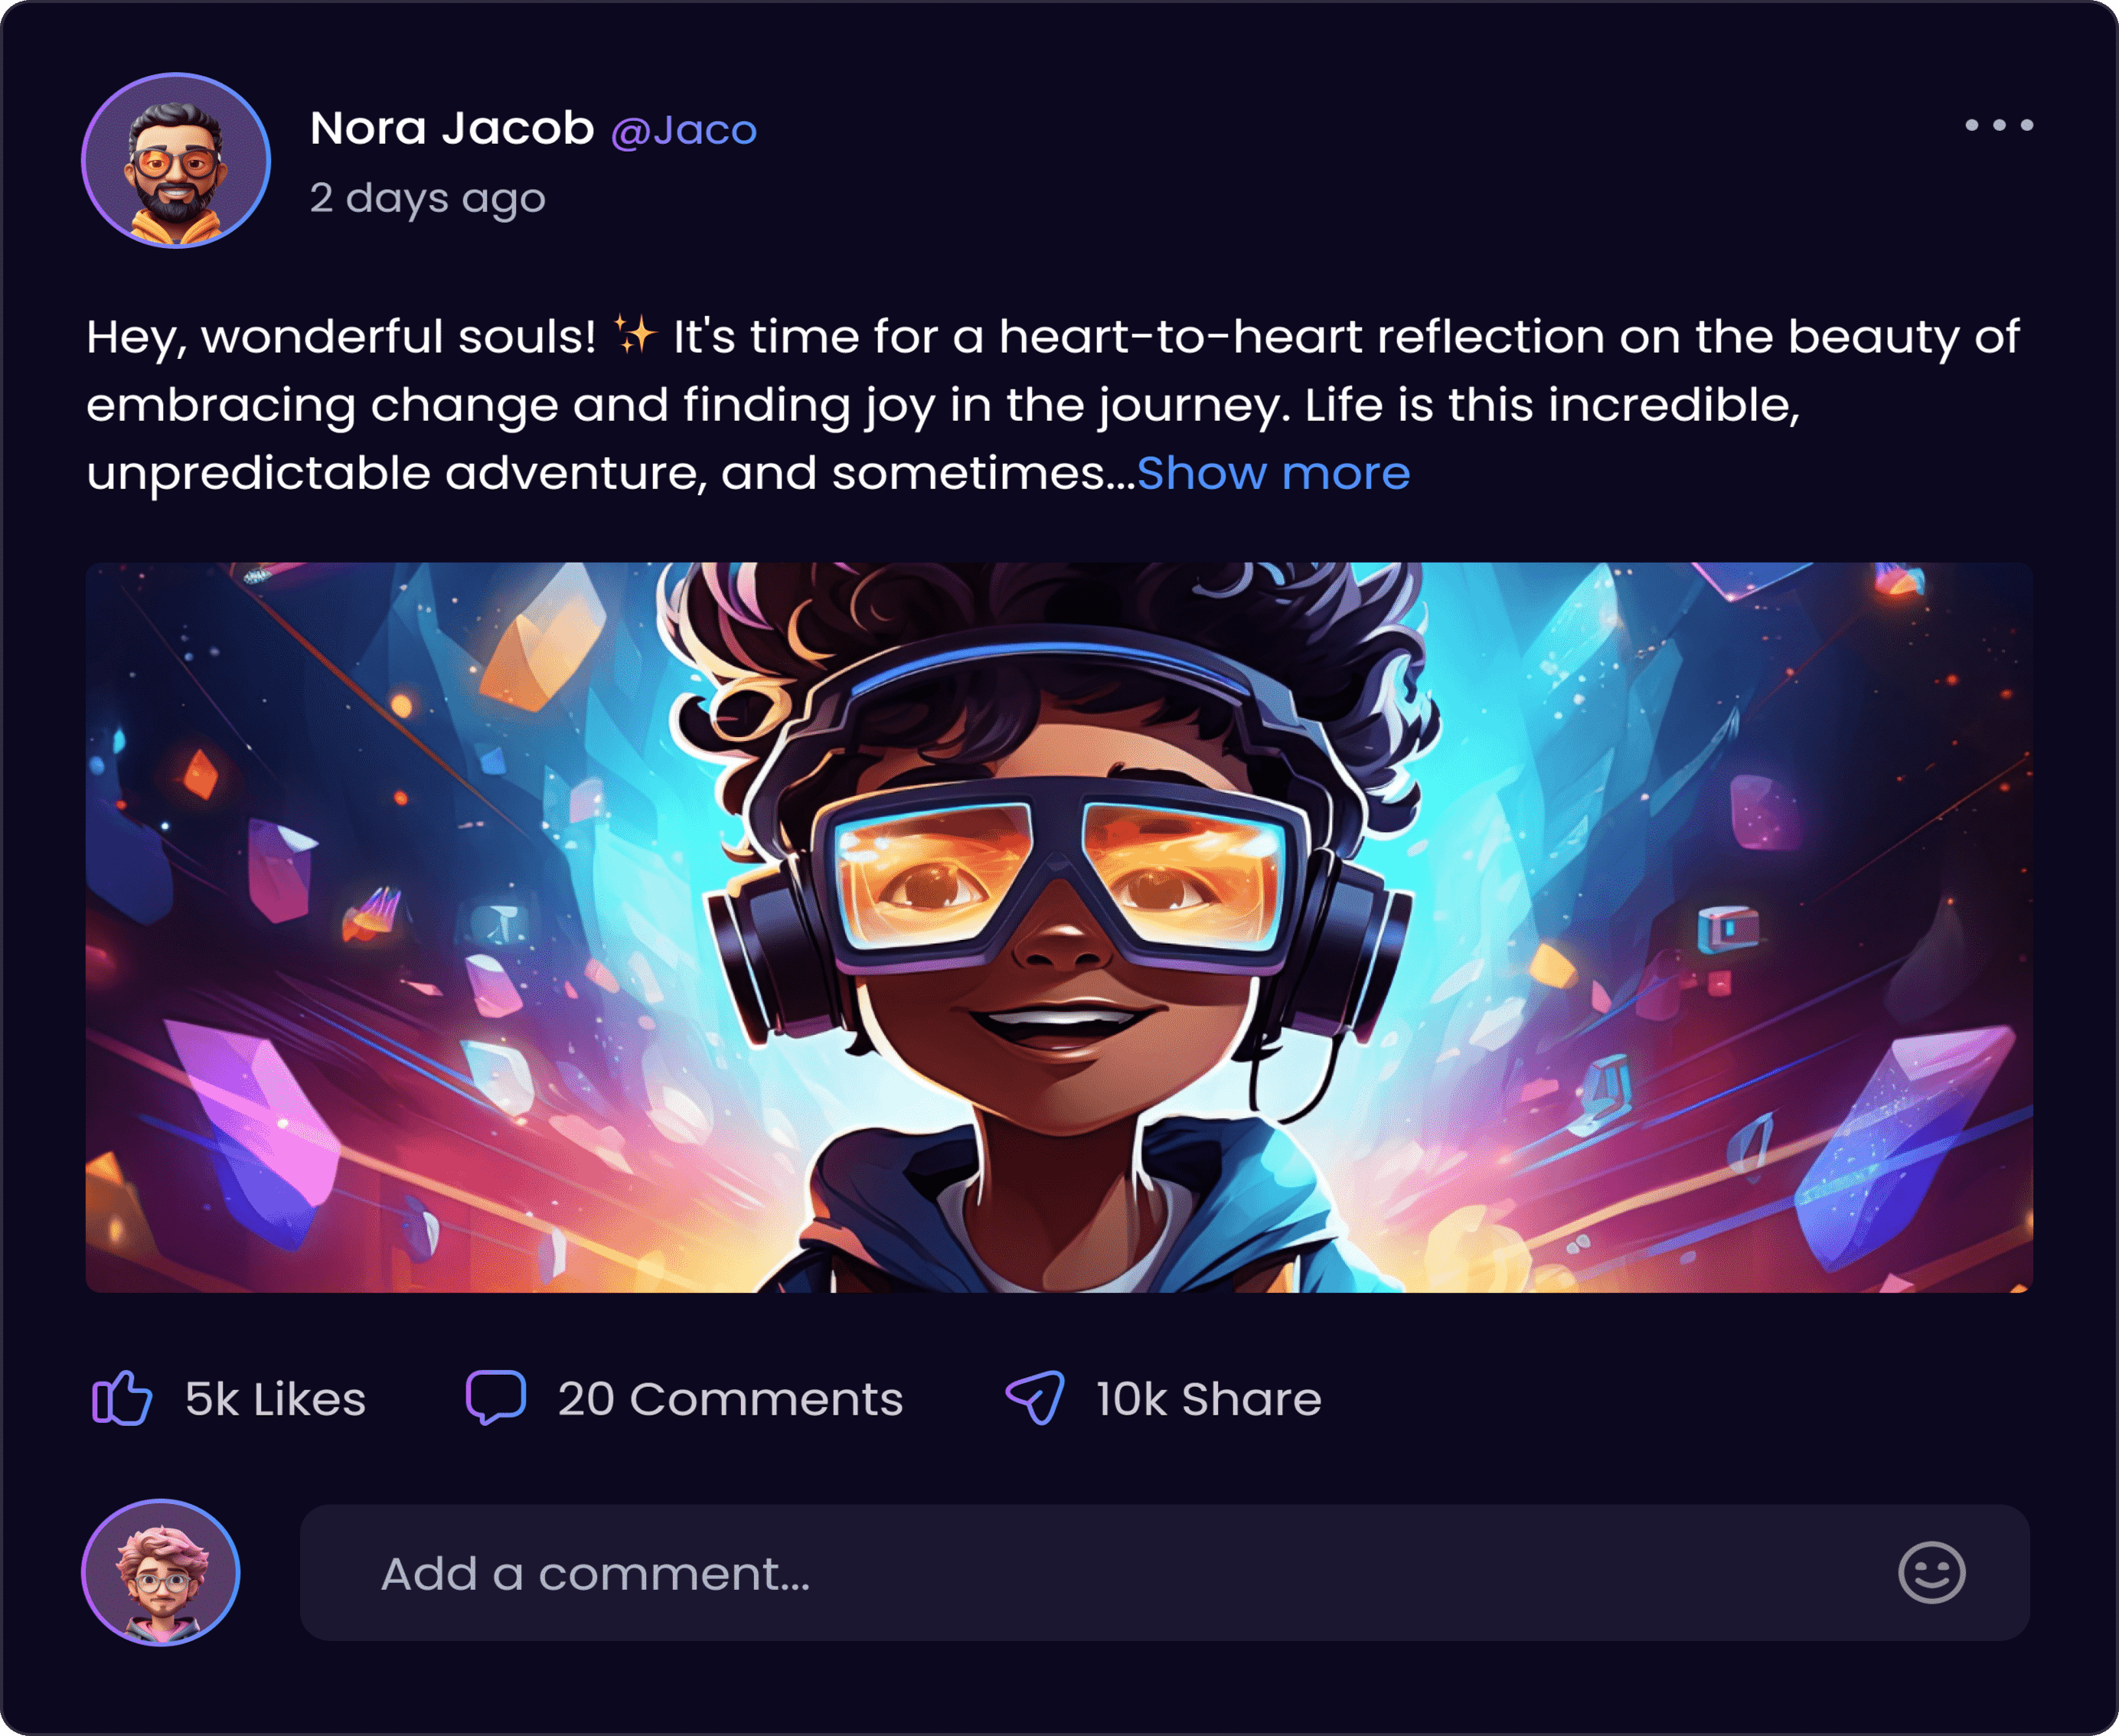 Nora Jacob @Jaco
2 days ago
Hey, wonderful souls! ✨ It's time for a heart-to-heart reflection on the beauty of
embracing change and finding joy in the journey. Life is this incredible,
unpredictable adventure, and sometimes...Show more
5k Likes
20 Comments
10k Share
Add a comment...